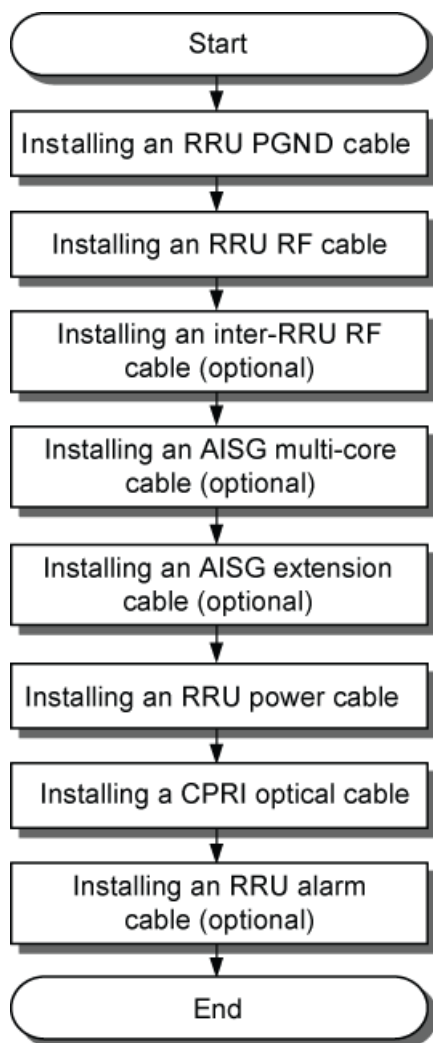 Start
Installing an RRU PGND cable
Installing an RRU RF cable
Installing an inter-RRU RF
cable (optional)
Installing an AISG multi-core
cable (optional)
Installing an AISG extension
cable (optional)
Installing an RRU power cable
Installing a CPRI optical cable
Installing an RRU alarm
cable (optional)
End